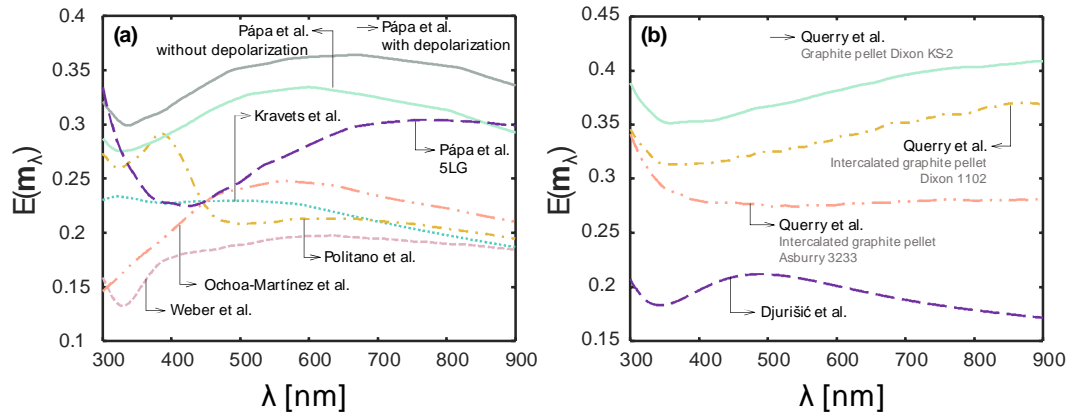 (a)
Pápa et al.
without depolarization
Pápa et al.
with depolarization
Kravets et al.
Pápa et al.
5LG
Politano et al.
Ochoa-Martínez et al.
Weber et al.
0.4
0.35
0.3
0.25
0.2
0.15
0.1
300 400 500 600 700 800 900
E(mλ)
λ [nm]
(b)
Querry et al.
Graphite pellet Dixon KS-2
Querry et al.
Intercalated graphite pellet
Dixon 1102
Querry et al.
Intercalated graphite pellet
Asburry 3233
Djurišić et al.
0.45
0.4
0.35
0.3
0.25
0.2
0.15
300 400 500 600 700 800 900
E(mλ)
λ [nm]